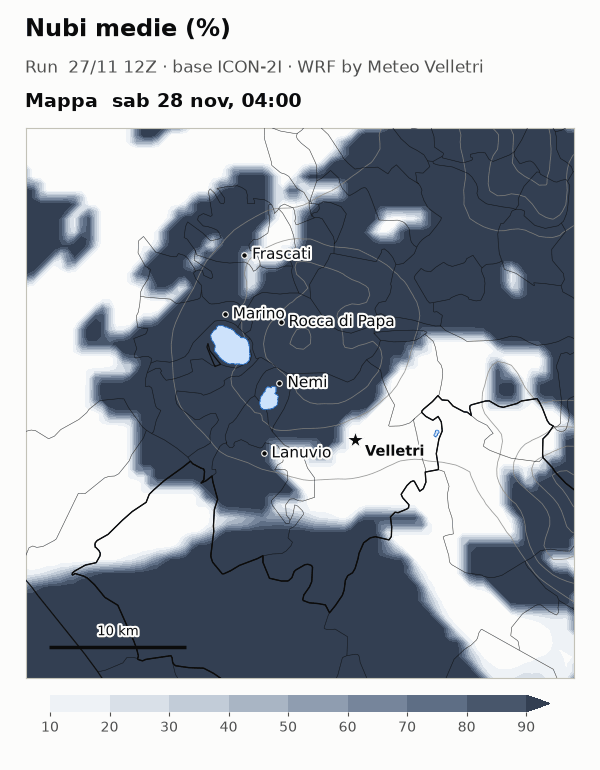 Nubi medie (%)
Run  27/11 12Z · base ICON-2I · WRF by Meteo Velletri
Mappa  sab 28 nov, 04:00
Frascati
Marino
Rocca di Papa
Nemi
Velletri
Lanuvio
10 km
10 20 30 40 50 60 70 80 90